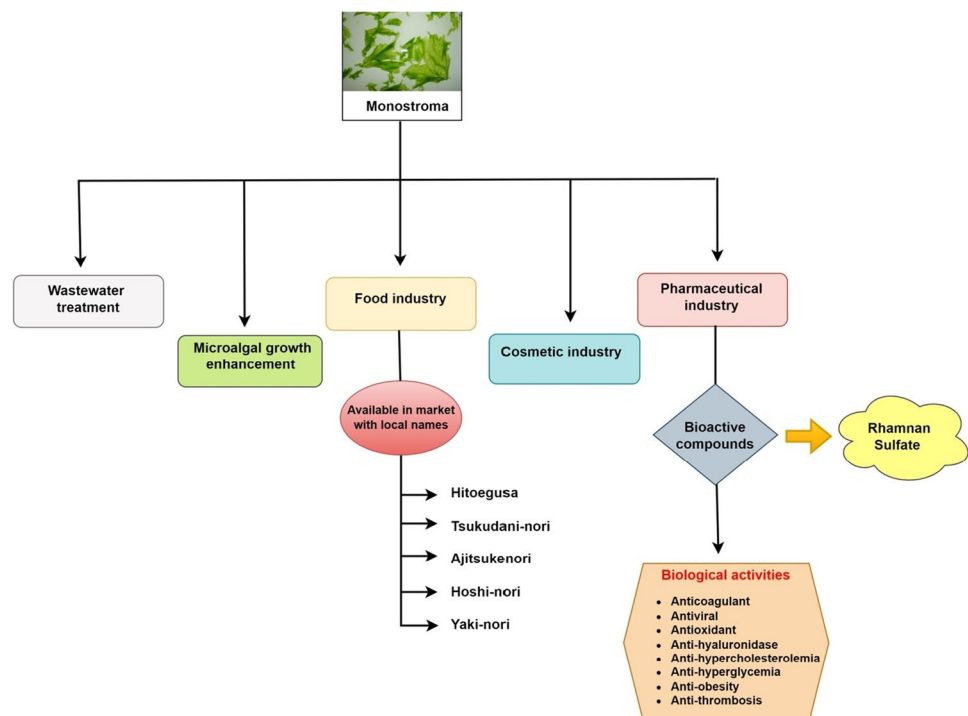 Monostroma
Wastewater
treatment
Microalgal growth
enhancement
Food industry
Cosmetic industry
Pharmaceutical
industry
Available in market
with local names
Hitoegusa
Tsukudani-nori
Ajitsukenori
Hoshi-nori
Yaki-nori
Bioactive
compounds
Rhamnan
Sulfate
Biological activities
• Anticoagulant
• Antiviral
• Antioxidant
• Anti-hyaluronidase
• Anti-hypercholesterolemia
• Anti-hyperglycemia
• Anti-obesity
• Anti-thrombosis